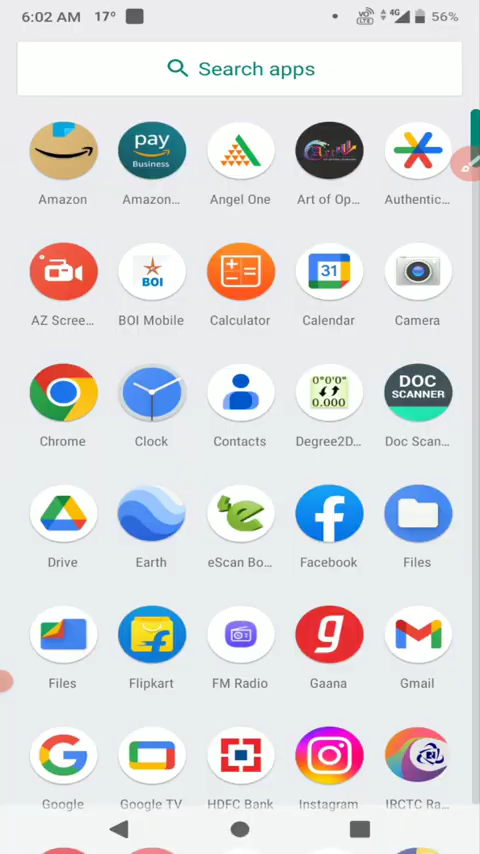 6:02 AM 17° VO LTE 4G 56%
Search apps
pay
Business
Amazon Amazon... Angel One Art of Op... Authentic...
BOI
31
AZ Scree... BOI Mobile Calculator Calendar Camera
0°0'0"
0.000
DOC
SCANNER
Chrome Clock Contacts Degree2D... Doc Scan...
Drive Earth eScan Bo... Facebook Files
Files Flipkart FM Radio Gaana Gmail
Google Google TV HDFC Bank Instagram IRCTC Ra...